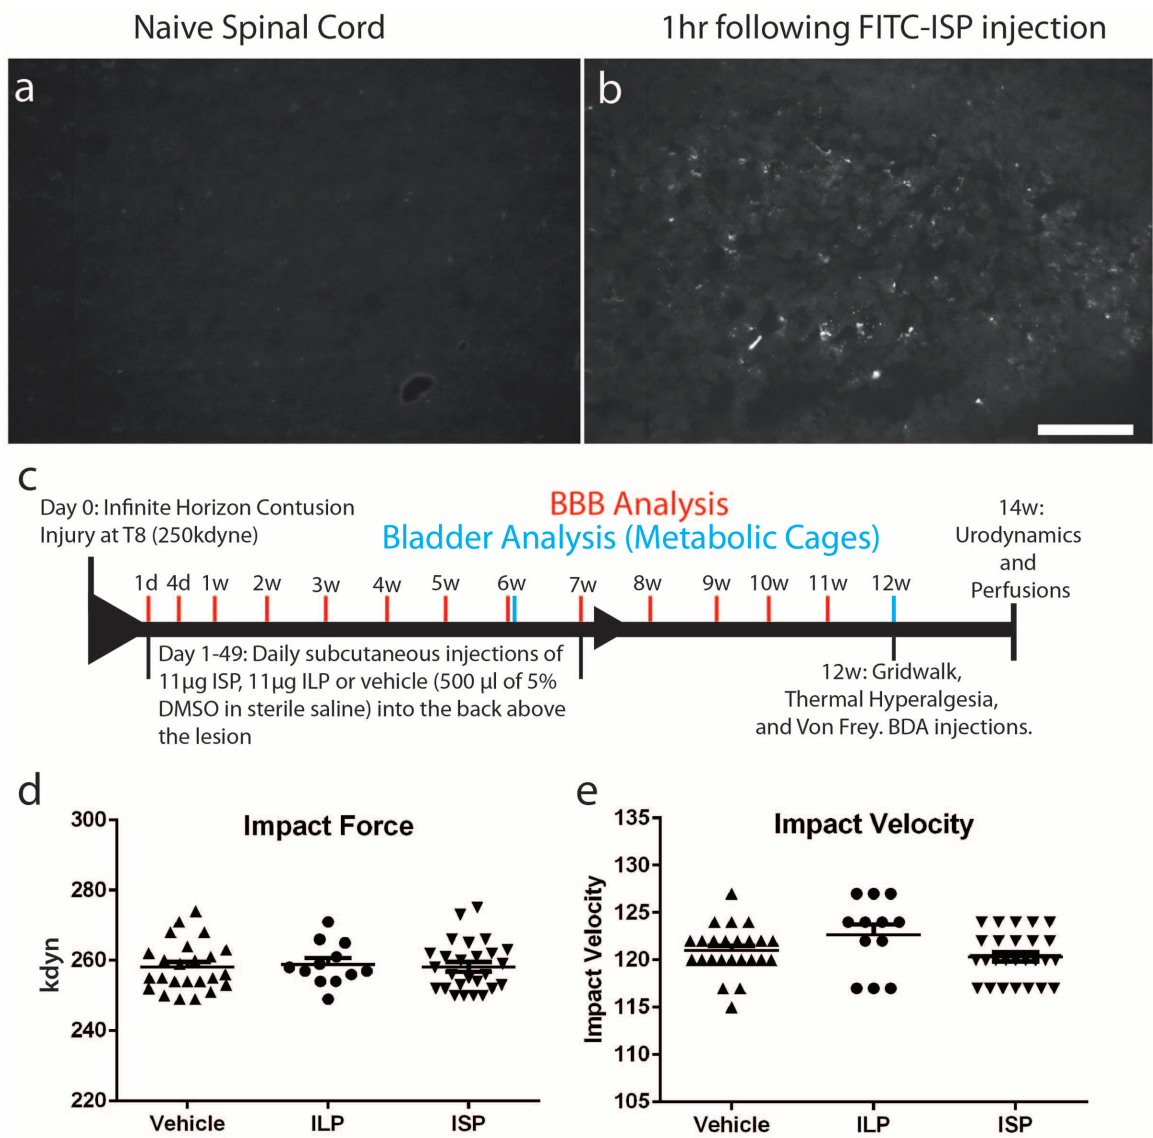 Naive Spinal Cord
1hr following FITC-ISP injection
a
b
c
Day 0: Infinite Horizon Contusion
Injury at T8 (250kdyne)
BBB Analysis
Bladder Analysis (Metabolic Cages)
14w:
Urodynamics
and
Perfusions
1d 4d 1w 2w 3w 4w 5w 6w 7w 8w 9w 10w 11w 12w
Day 1-49: Daily subcutaneous injections of
11µg ISP, 11µg ILP or vehicle (500 µl of 5%
DMSO in sterile saline) into the back above
the lesion
12w: Gridwalk,
Thermal Hyperalgesia,
and Von Frey. BDA injections.
d
Impact Force
kdyn
300
280
260
240
220
Vehicle ILP ISP
e
Impact Velocity
Impact Velocity
135
130
125
120
115
110
105
Vehicle ILP ISP